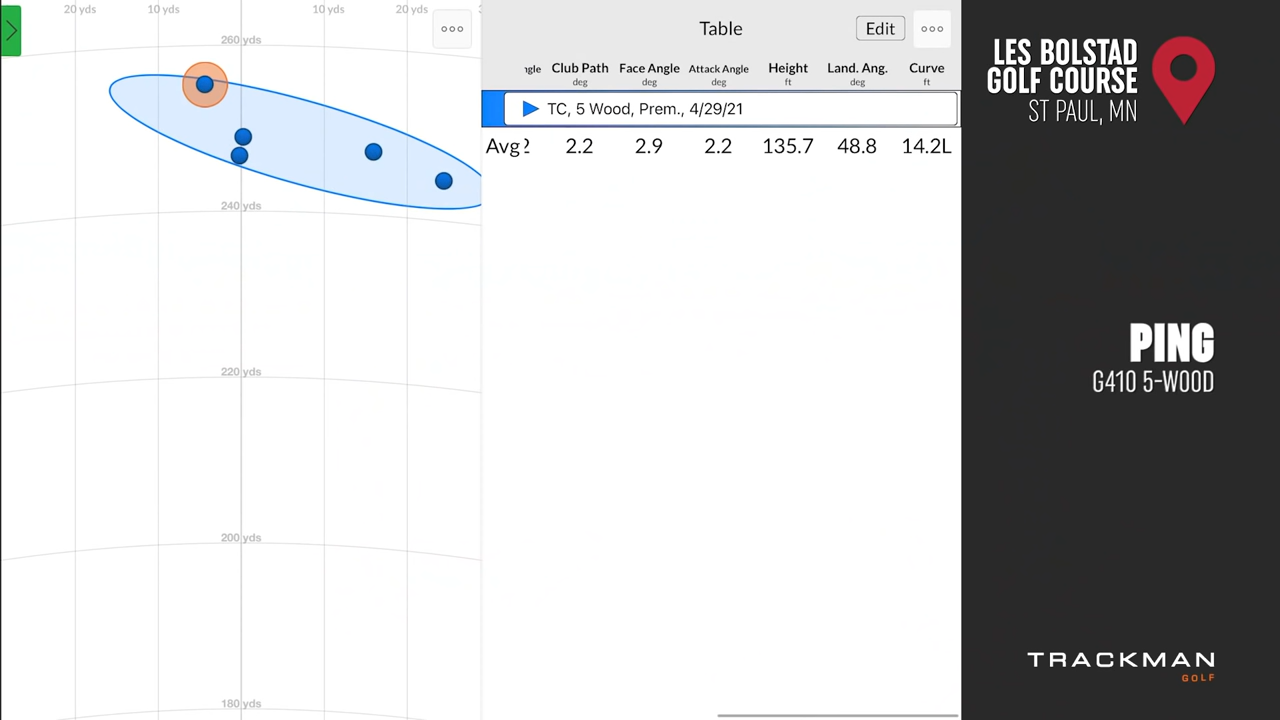 20 yds 10 yds 10 yds 20 yds
260 yds
240 yds
220 yds
200 yds
180 yds
Table
Edit
ngle Club Path Face Angle Attack Angle Height Land. Ang. Curve
deg deg deg ft deg ft
TC, 5 Wood, Prem., 4/29/21
Avg 2.2 2.9 2.2 135.7 48.8 14.2L
LES BOLSTAD
GOLF COURSE
ST PAUL, MN
PING
G410 5-WOOD
TRACKMAN
GOLF